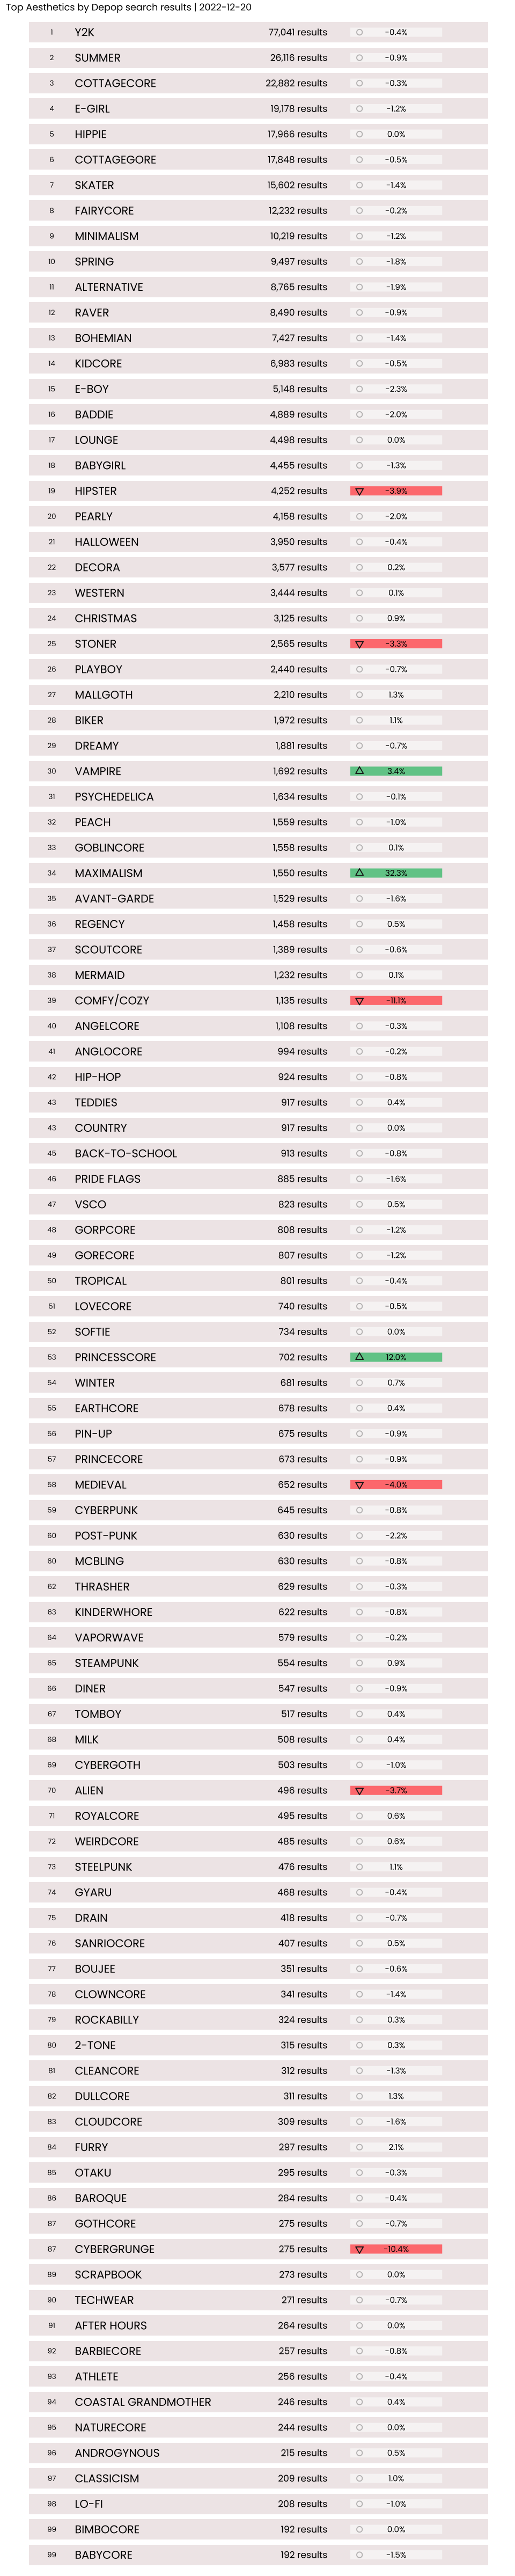 Top Aesthetics by Depop search results | 2022-12-20
1 Y2K 77,041 results -0.4%
2 SUMMER 26,116 results -0.9%
3 COTTAGECORE 22,882 results -0.3%
4 E-GIRL 19,178 results -1.2%
5 HIPPIE 17,966 results 0.0%
6 COTTAGEGORE 17,848 results -0.5%
7 SKATER 15,602 results -1.4%
8 FAIRYCORE 12,232 results -0.2%
9 MINIMALISM 10,219 results -1.2%
10 SPRING 9,497 results -1.8%
11 ALTERNATIVE 8,765 results -1.9%
12 RAVER 8,490 results -0.9%
13 BOHEMIAN 7,427 results -1.4%
14 KIDCORE 6,983 results -0.5%
15 E-BOY 5,148 results -2.3%
16 BADDIE 4,889 results -2.0%
17 LOUNGE 4,498 results 0.0%
18 BABYGIRL 4,455 results -1.3%
19 HIPSTER 4,252 results -3.9%
20 PEARLY 4,158 results -2.0%
21 HALLOWEEN 3,950 results -0.4%
22 DECORA 3,577 results 0.2%
23 WESTERN 3,444 results 0.1%
24 CHRISTMAS 3,125 results 0.9%
25 STONER 2,565 results -3.3%
26 PLAYBOY 2,440 results -0.7%
27 MALLGOTH 2,210 results 1.3%
28 BIKER 1,972 results 1.1%
29 DREAMY 1,881 results -0.7%
30 VAMPIRE 1,692 results 3.4%
31 PSYCHEDELICA 1,634 results -0.1%
32 PEACH 1,559 results -1.0%
33 GOBLINCORE 1,558 results 0.1%
34 MAXIMALISM 1,550 results 32.3%
35 AVANT-GARDE 1,529 results -1.6%
36 REGENCY 1,458 results 0.5%
37 SCOUTCORE 1,389 results -0.6%
38 MERMAID 1,232 results 0.1%
39 COMFY/COZY 1,135 results -11.1%
40 ANGELCORE 1,108 results -0.3%
41 ANGLOCORE 994 results -0.2%
42 HIP-HOP 924 results -0.8%
43 TEDDIES 917 results 0.4%
43 COUNTRY 917 results 0.0%
45 BACK-TO-SCHOOL 913 results -0.8%
46 PRIDE FLAGS 885 results -1.6%
47 VSCO 823 results 0.5%
48 GORPCORE 808 results -1.2%
49 GORECORE 807 results -1.2%
50 TROPICAL 801 results -0.4%
51 LOVECORE 740 results -0.5%
52 SOFTIE 734 results 0.0%
53 PRINCESSCORE 702 results 12.0%
54 WINTER 681 results 0.7%
55 EARTHCORE 678 results 0.4%
56 PIN-UP 675 results -0.9%
57 PRINCECORE 673 results -0.9%
58 MEDIEVAL 652 results -4.0%
59 CYBERPUNK 645 results -0.8%
60 POST-PUNK 630 results -2.2%
60 MCBLING 630 results -0.8%
62 THRASHER 629 results -0.3%
63 KINDERWHORE 622 results -0.8%
64 VAPORWAVE 579 results -0.2%
65 STEAMPUNK 554 results 0.9%
66 DINER 547 results -0.9%
67 TOMBOY 517 results 0.4%
68 MILK 508 results 0.4%
69 CYBERGOTH 503 results -1.0%
70 ALIEN 496 results -3.7%
71 ROYALCORE 495 results 0.6%
72 WEIRDCORE 485 results 0.6%
73 STEELPUNK 476 results 1.1%
74 GYARU 468 results -0.4%
75 DRAIN 418 results -0.7%
76 SANRIOCORE 407 results 0.5%
77 BOUJEE 351 results -0.6%
78 CLOWNCORE 341 results -1.4%
79 ROCKABILLY 324 results 0.3%
80 2-TONE 315 results 0.3%
81 CLEANCORE 312 results -1.3%
82 DULLCORE 311 results 1.3%
83 CLOUDCORE 309 results -1.6%
84 FURRY 297 results 2.1%
85 OTAKU 295 results -0.3%
86 BAROQUE 284 results -0.4%
87 GOTHCORE 275 results -0.7%
87 CYBERGRUNGE 275 results -10.4%
89 SCRAPBOOK 273 results 0.0%
90 TECHWEAR 271 results -0.7%
91 AFTER HOURS 264 results 0.0%
92 BARBIECORE 257 results -0.8%
93 ATHLETE 256 results -0.4%
94 COASTAL GRANDMOTHER 246 results 0.4%
95 NATURECORE 244 results 0.0%
96 ANDROGYNOUS 215 results 0.5%
97 CLASSICISM 209 results 1.0%
98 LO-FI 208 results -1.0%
99 BIMBOCORE 192 results 0.0%
99 BABYCORE 192 results -1.5%